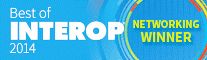 Best of
INTEROP
2014
NETWORKING
WINNER